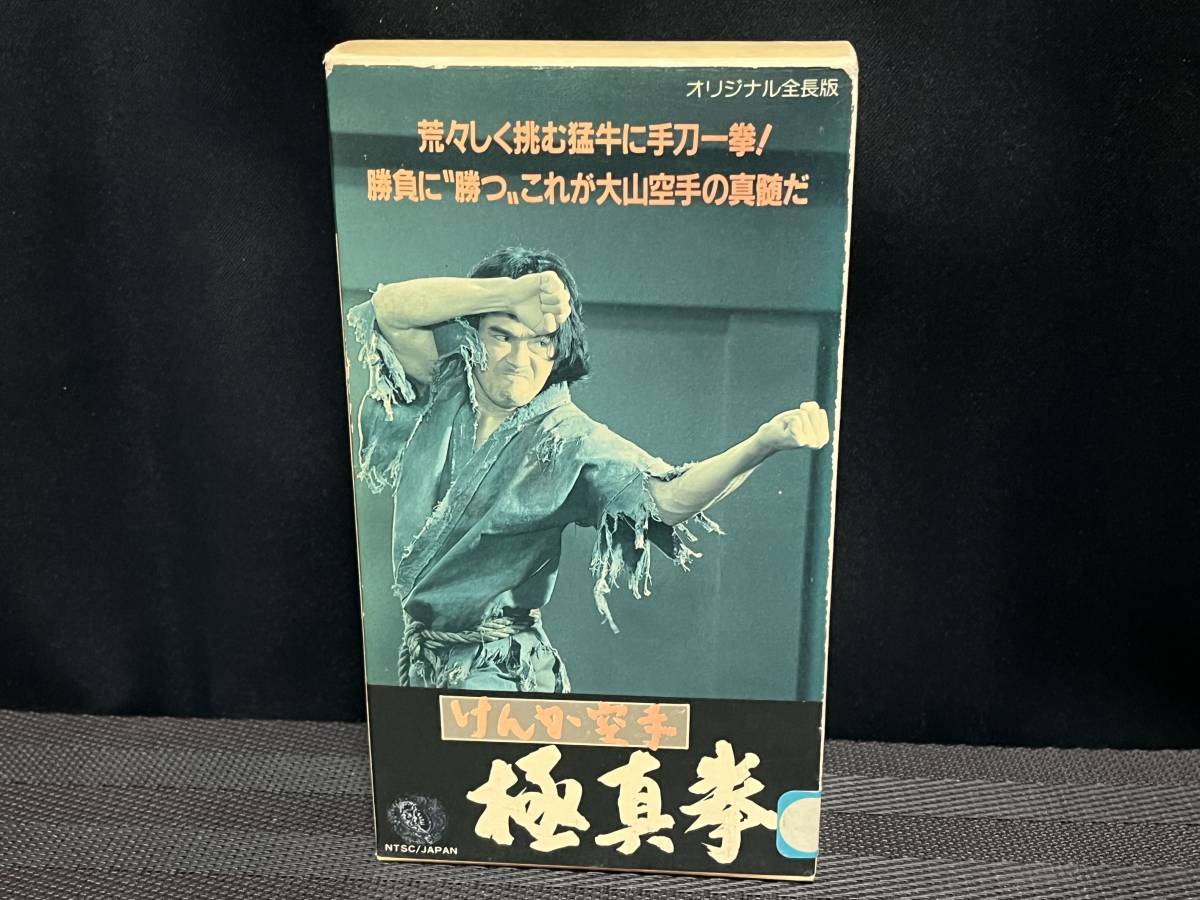 オリジナル全長版
荒々しく挑む猛牛に手刀一拳!
勝負に〝勝つ〟これが大山空手の真髄だ
けんか空手
極真拳
NTSC/JAPAN